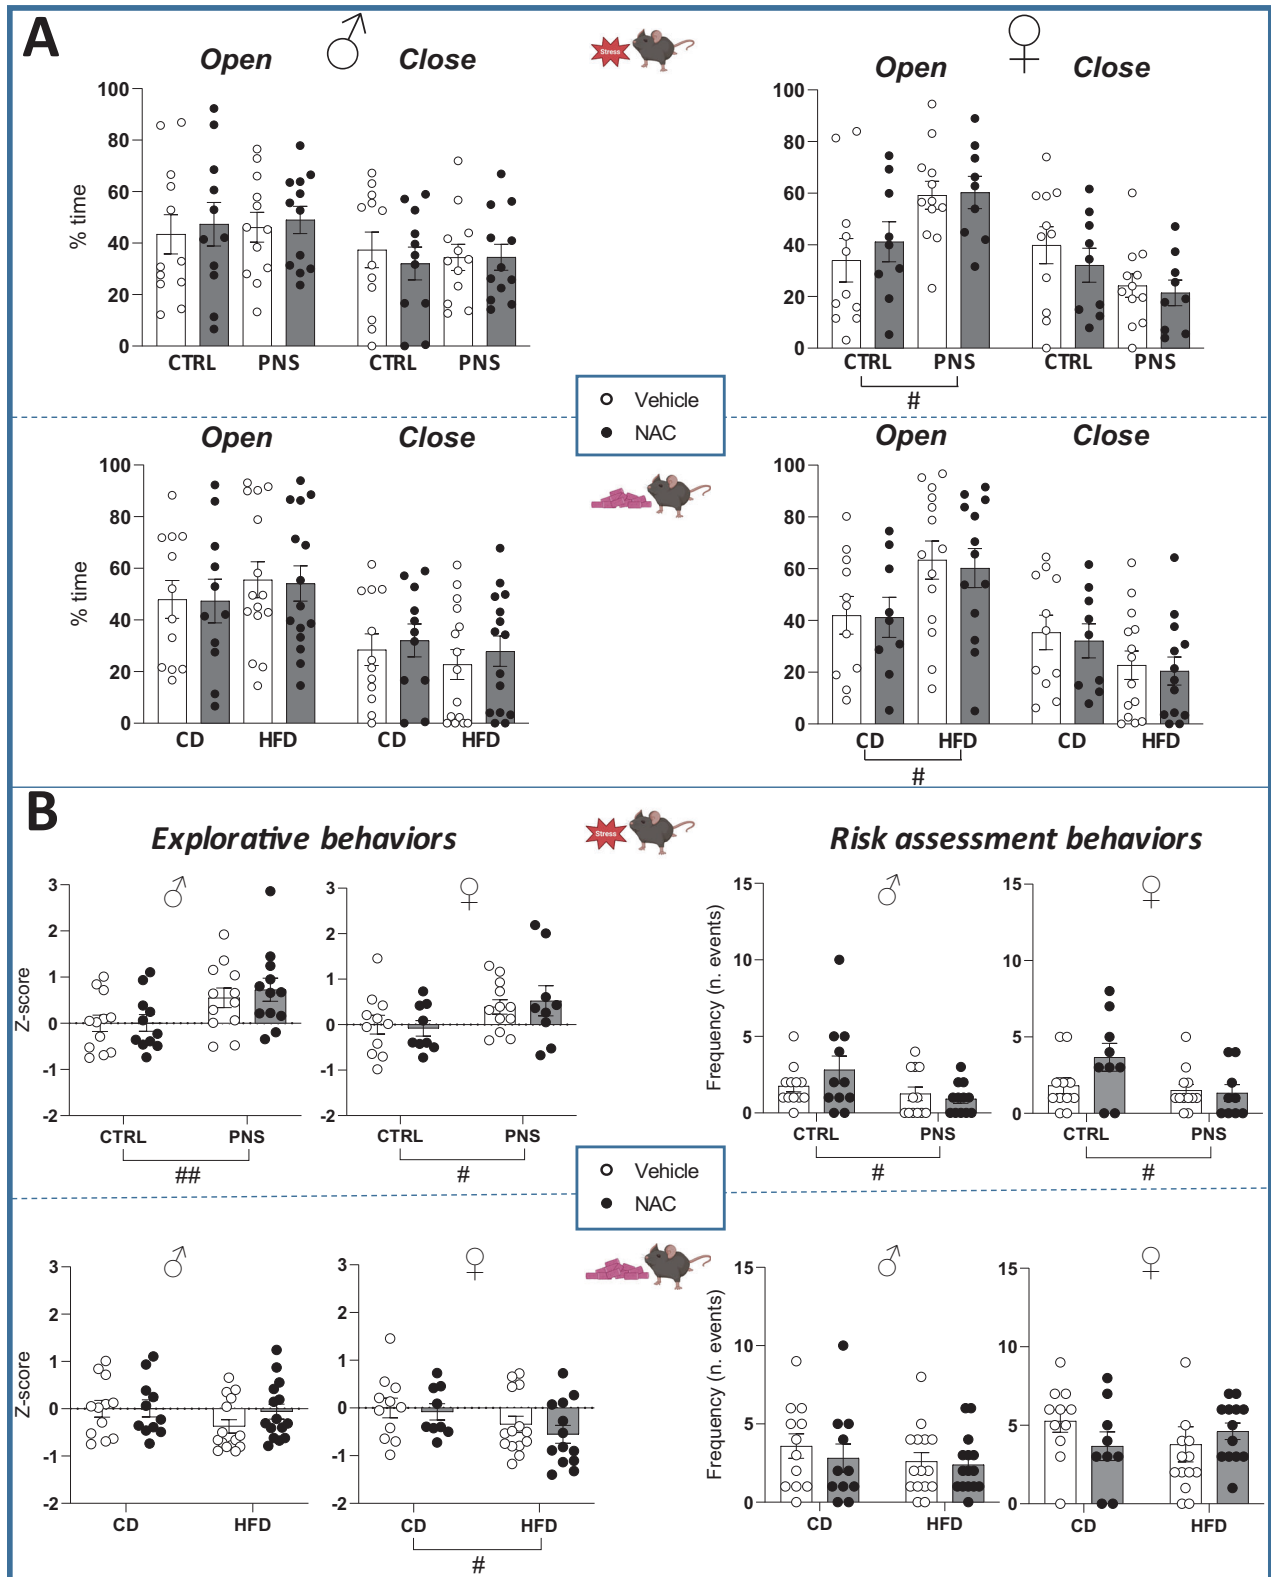 A
Open ♂ Close
Stress
Open ♀ Close
% time
100
80
60
40
20
0
CTRL PNS CTRL PNS
100
80
60
40
20
0
CTRL PNS CTRL PNS
#
Vehicle
NAC
Open Close
Open Close
% time
100
80
60
40
20
0
CD HFD CD HFD
100
80
60
40
20
0
CD HFD CD HFD
#
B
Explorative behaviors
Stress
Risk assessment behaviors
♂
Z-score
3
2
1
0
-1
-2
CTRL PNS
##
♀
3
2
1
0
-1
-2
CTRL PNS
#
♂
Frequency (n. events)
15
10
5
0
CTRL PNS
#
♀
15
10
5
0
CTRL PNS
#
Vehicle
NAC
♂
Z-score
3
2
1
0
-1
-2
CD HFD
♀
3
2
1
0
-1
-2
CD HFD
#
♂
Frequency (n. events)
15
10
5
0
CD HFD
♀
15
10
5
0
CD HFD